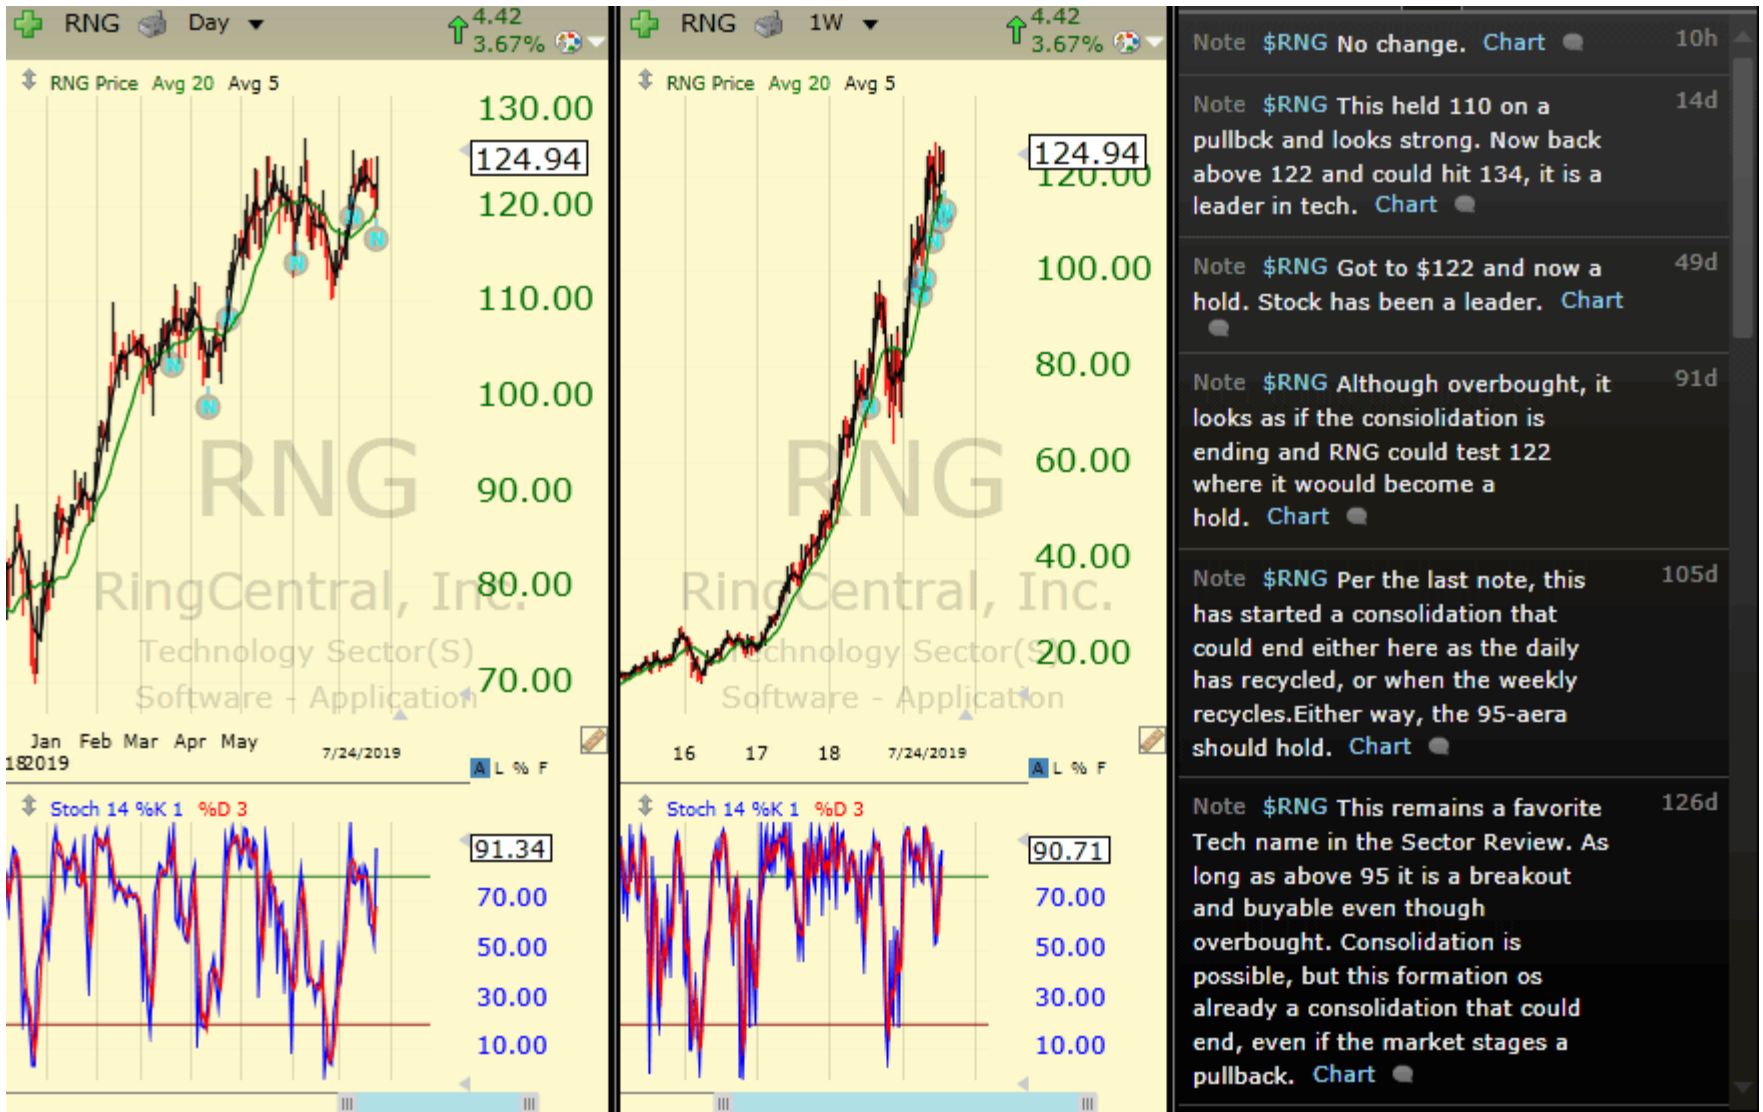 RNG Day
4.42
3.67%
RNG Price Avg 20 Avg 5
130.00
124.94
120.00
110.00
100.00
90.00
80.00
70.00
RNG
RingCentral, Inc.
Technology Sector(S)
Software - Application
Jan Feb Mar Apr May
182019
7/24/2019
A L % F
Stoch 14 %K 1 %D 3
91.34
70.00
50.00
30.00
10.00
RNG 1W
4.42
3.67%
RNG Price Avg 20 Avg 5
124.94
120.00
100.00
80.00
60.00
40.00
20.00
RNG
RingCentral, Inc.
Technology Sector(S)
Software - Application
16 17 18 7/24/2019
A L % F
Stoch 14 %K 1 %D 3
90.71
70.00
50.00
30.00
10.00
Note $RNG No change. Chart 10h
Note $RNG This held 110 on a 14d
pullbck and looks strong. Now back
above 122 and could hit 134, it is a
leader in tech. Chart
Note $RNG Got to $122 and now a 49d
hold. Stock has been a leader. Chart
Note $RNG Although overbought, it 91d
looks as if the consiolidation is
ending and RNG could test 122
where it woould become a
hold. Chart
Note $RNG Per the last note, this 105d
has started a consolidation that
could end either here as the daily
has recycled, or when the weekly
recycles.Either way, the 95-aera
should hold. Chart
Note $RNG This remains a favorite 126d
Tech name in the Sector Review. As
long as above 95 it is a breakout
and buyable even though
overbought. Consolidation is
possible, but this formation os
already a consolidation that could
end, even if the market stages a
pullback. Chart